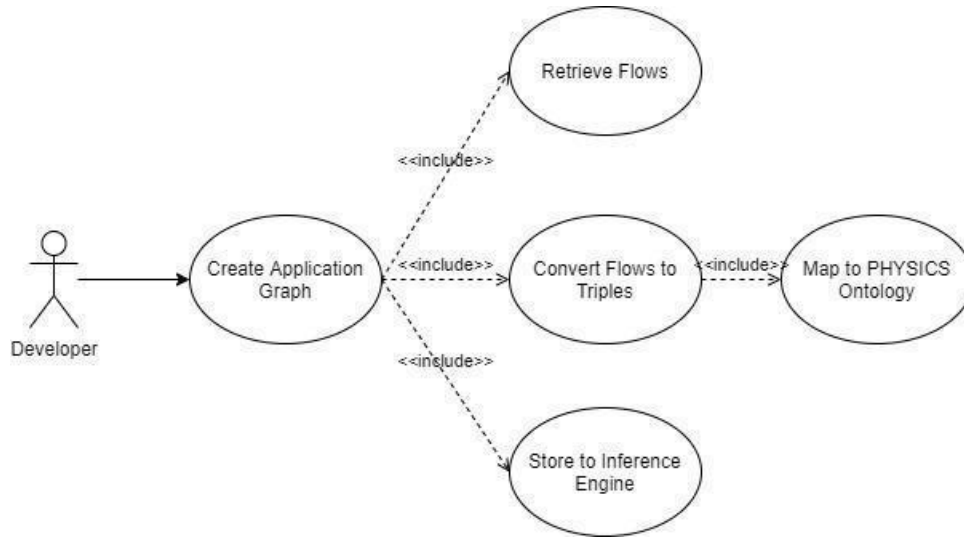 Retrieve Flows
<<include>>
Create Application
Graph
<<include>>
Convert Flows to
Triples
<<include>>
Map to PHYSICS
Ontology
Developer
<<include>>
Store to Inference
Engine